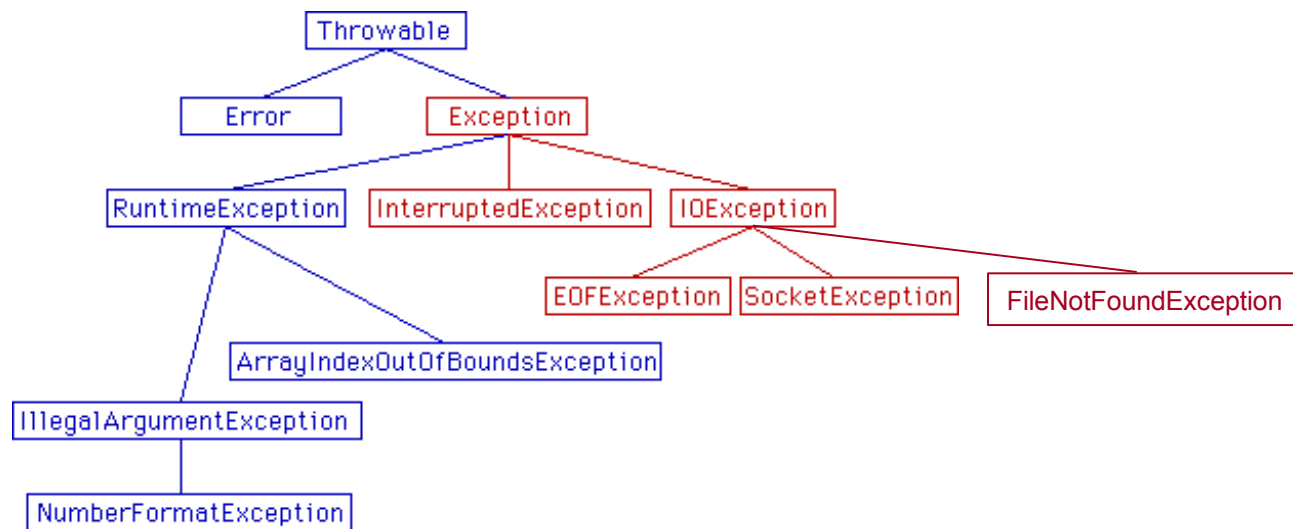 Throwable
Error
Exception
RuntimeException
InterruptedException
IOException
EOFException
SocketException
FileNotFoundException
ArrayIndexOutOfBoundsException
IllegalArgumentException
NumberFormatException